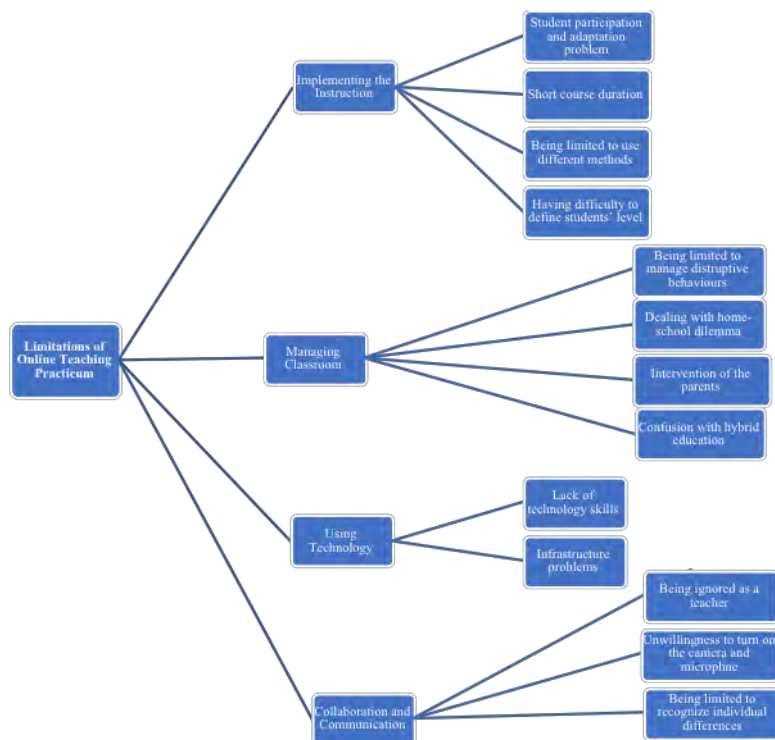 Limitations of
Online Teaching
Practicum
Implementing the
Instruction
Student participation
and adaptation
problem
Short course duration
Being limited to use
different methods
Having difficulty to
define students' level
Managing
Classroom
Being limited to
manage distruptive
behaviours
Dealing with home-
school dilemma
Intervention of the
parents
Confusion with hybrid
education
Using
Technology
Lack of
technology skills
Infrastructure
problems
Collaboration and
Communication
Being ignored as a
teacher
Unwillingness to turn on
the camera and
microphne
Being limited to
recognize individual
differences